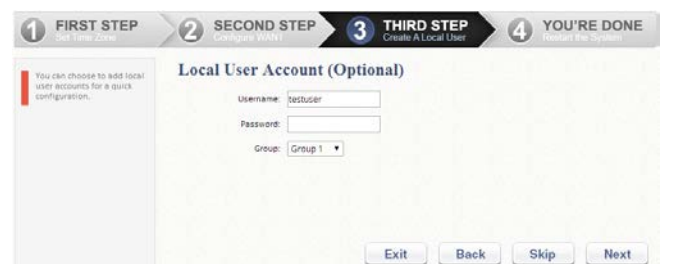 1 FIRST STEP
Set Time Zone
2 SECOND STEP
Configure WAN1
3 THIRD STEP
Create A Local User
4 YOU'RE DONE
Restart the System
You can choose to add local
user accounts for a quick
configuration.
Local User Account (Optional)
Username: testuser
Password:
Group: Group 1
Exit Back Skip Next